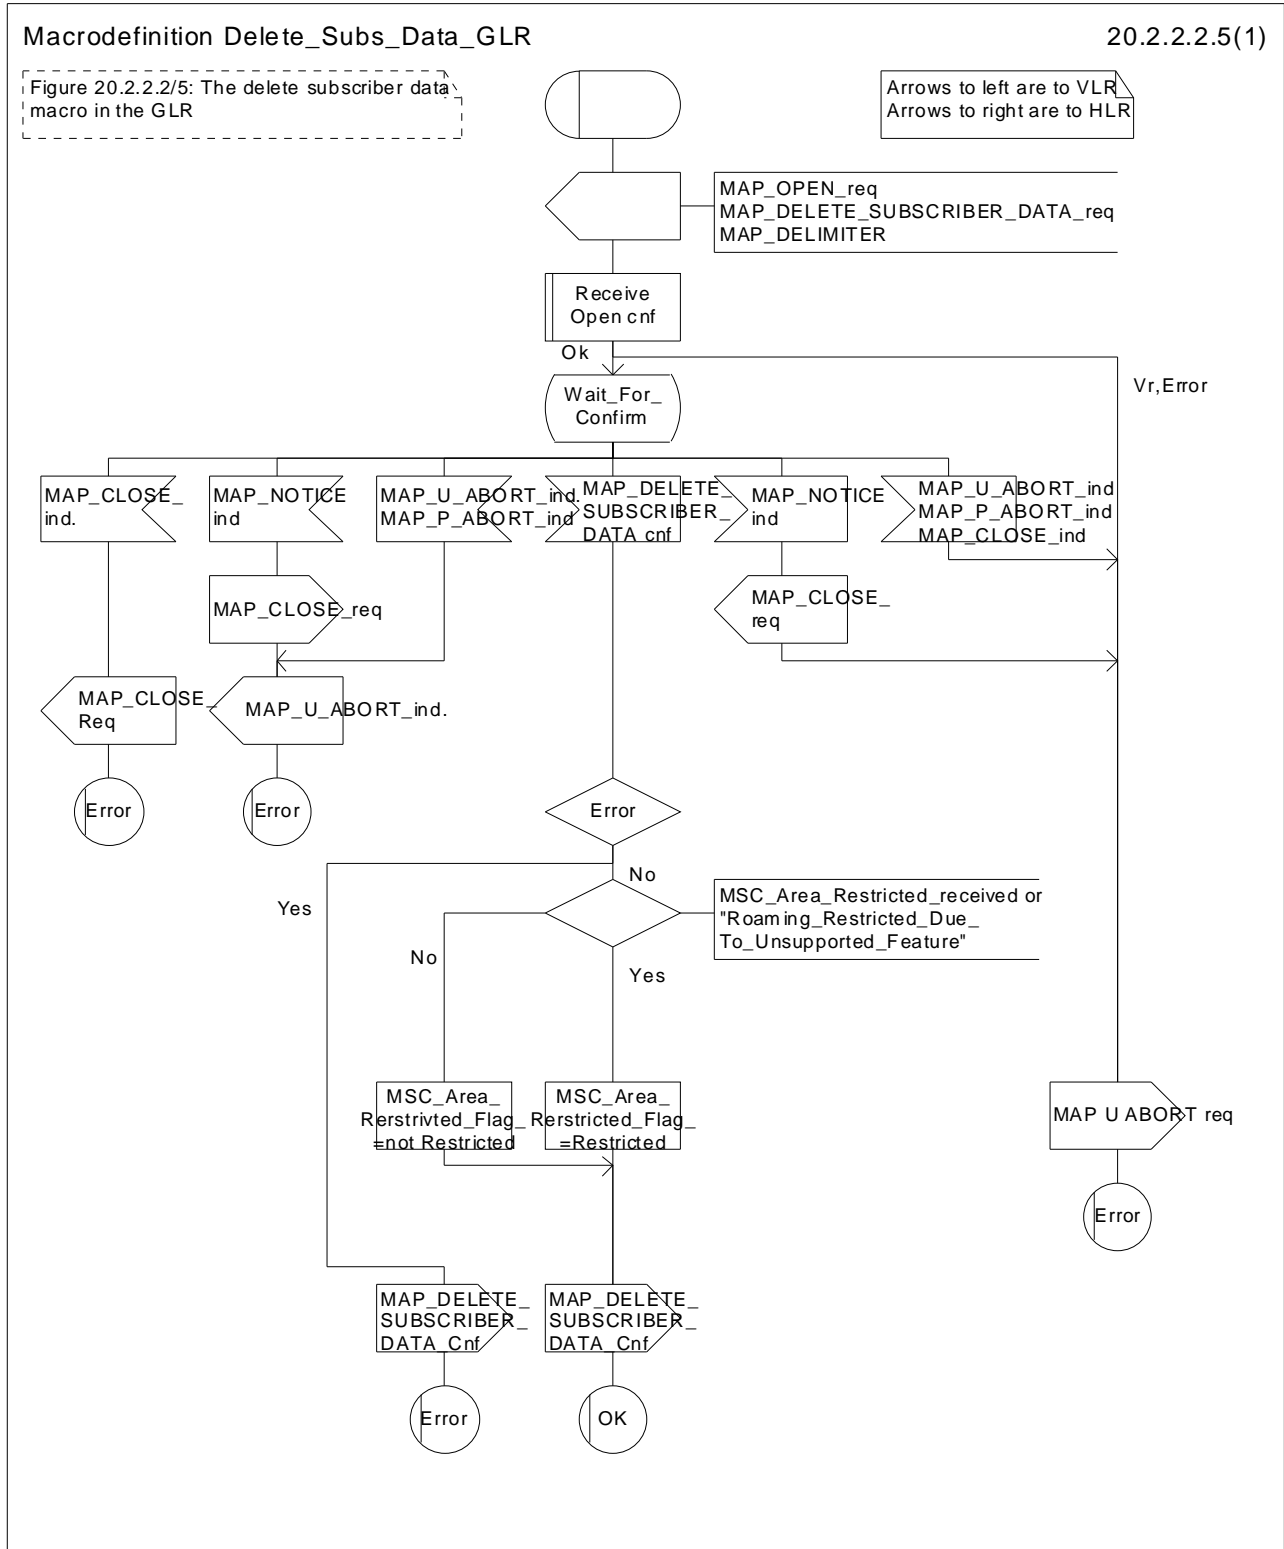 Macrodefinition Delete_Subs_Data_GLR
20.2.2.2.5(1)
Figure 20.2.2.2/5: The delete subscriber data
macro in the GLR
Arrows to left are to VLR
Arrows to right are to HLR
MAP_OPEN_req
MAP_DELETE_SUBSCRIBER_DATA_req
MAP_DELIMITER
Receive
Open cnf
Ok
Vr,Error
Wait_For_
Confirm
MAP_CLOSE_
ind.
MAP_NOTICE
ind
MAP_U_ABORT_ind.
MAP_P_ABORT_ind
MAP_DELETE_
SUBSCRIBER_
DATA cnf
MAP_NOTICE
ind
MAP_U_ABORT_ind
MAP_P_ABORT_ind
MAP_CLOSE_ind
MAP_CLOSE_req
MAP_CLOSE_
req
MAP_CLOSE_
Req
MAP_U_ABORT_ind.
Error
Error
Error
No
Yes
MSC_Area_Restricted_received or
"Roaming_Restricted_Due_
To_Unsupported_Feature"
No
Yes
MSC_Area_
Rerstrivted_Flag_
=not Restricted
MSC_Area_
Rerstricted_Flag_
=Restricted
MAP U ABORT req
Error
MAP_DELETE_
SUBSCRIBER_
DATA_Cnf
MAP_DELETE_
SUBSCRIBER_
DATA_Cnf
Error
OK